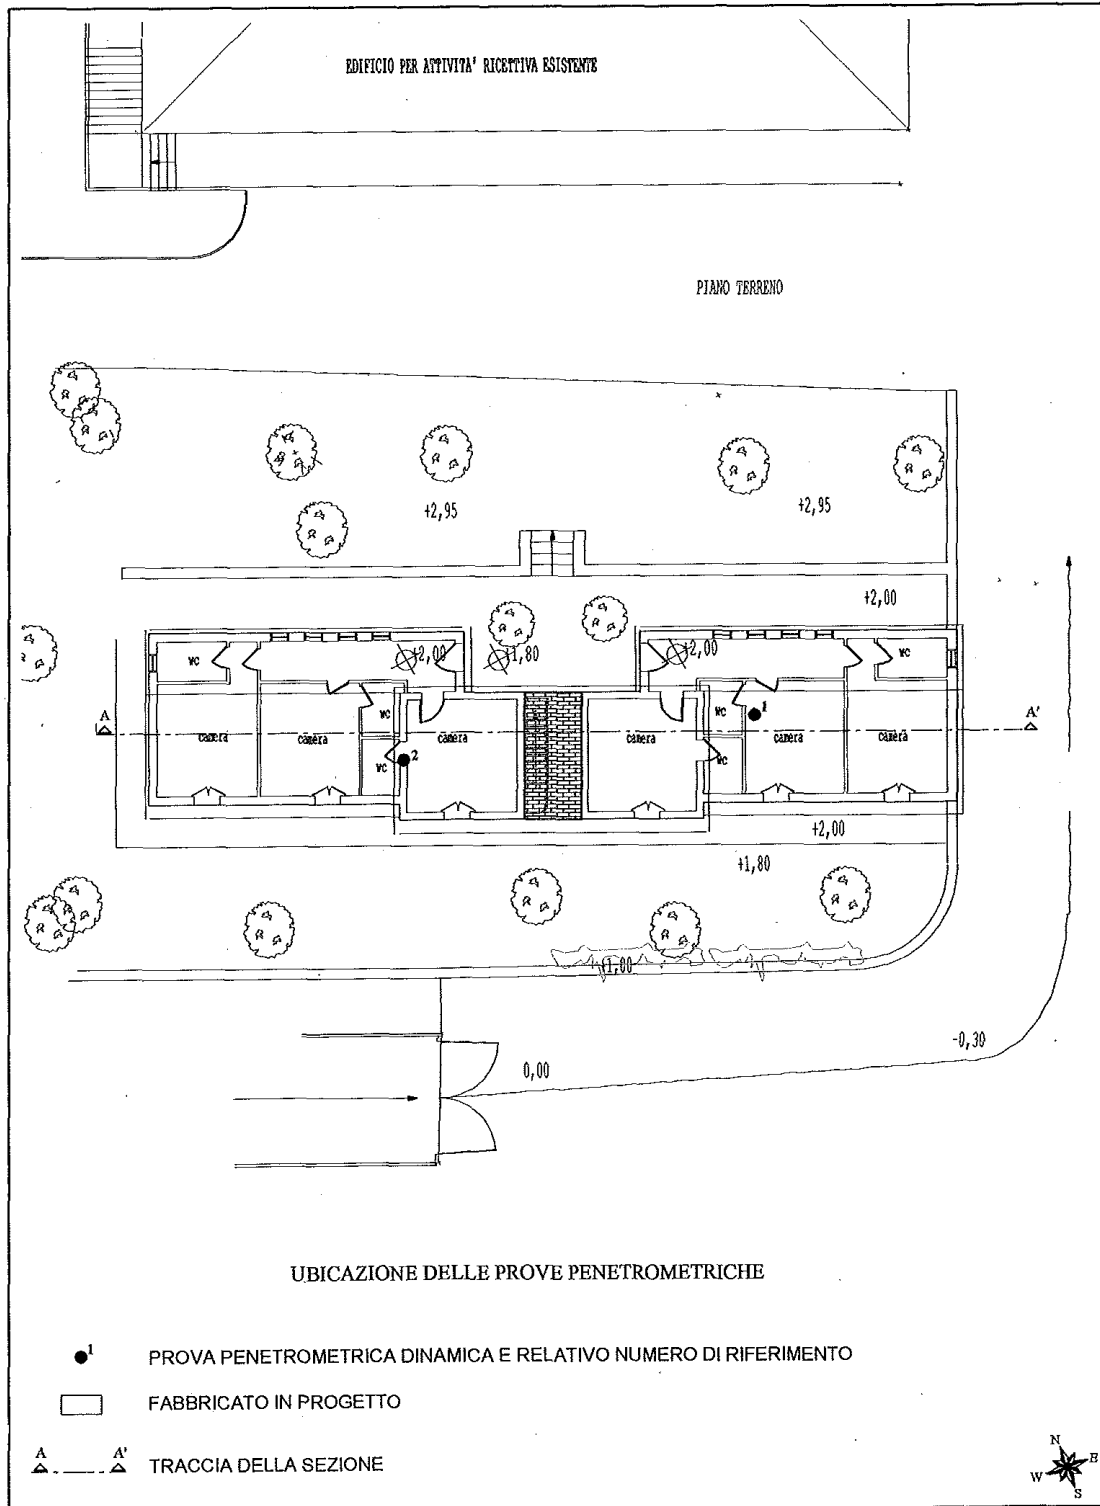 EDIFICIO PER ATTIVITA' RICETTIVA ESISTENTE
PIANO TERRENO
+2,95
+2,95
+2,00
+2,00
+1,80
+2,00
WC
WC
A
WC
WC
1
A'
camera
camera
camera
camera
camera
camera
WC
2
WC
+2,00
+1,80
+1,80
-0,30
0,00
UBICAZIONE DELLE PROVE PENETROMETRICHE
1 PROVA PENETROMETRICA DINAMICA E RELATIVO NUMERO DI RIFERIMENTO
FABBRICATO IN PROGETTO
A A' TRACCIA DELLA SEZIONE
N
E
W
S